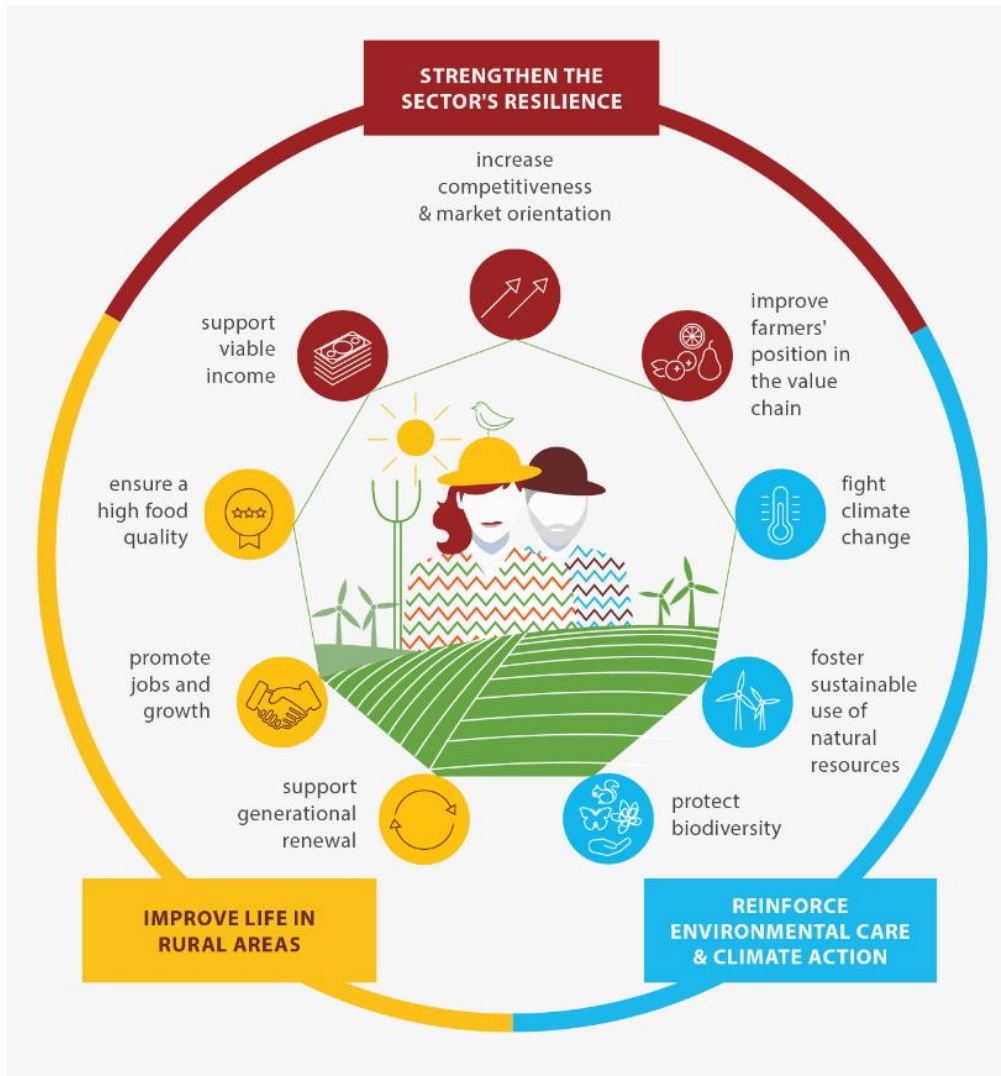 STRENGTHEN THE
SECTOR'S RESILIENCE
increase
competitiveness
& market orientation
support
viable
income
improve
farmers'
position in
the value
chain
ensure a
high food
quality
fight
climate
change
promote
jobs and
growth
foster
sustainable
use of
natural
resources
support
generational
renewal
protect
biodiversity
IMPROVE LIFE IN
RURAL AREAS
REINFORCE
ENVIRONMENTAL CARE
& CLIMATE ACTION